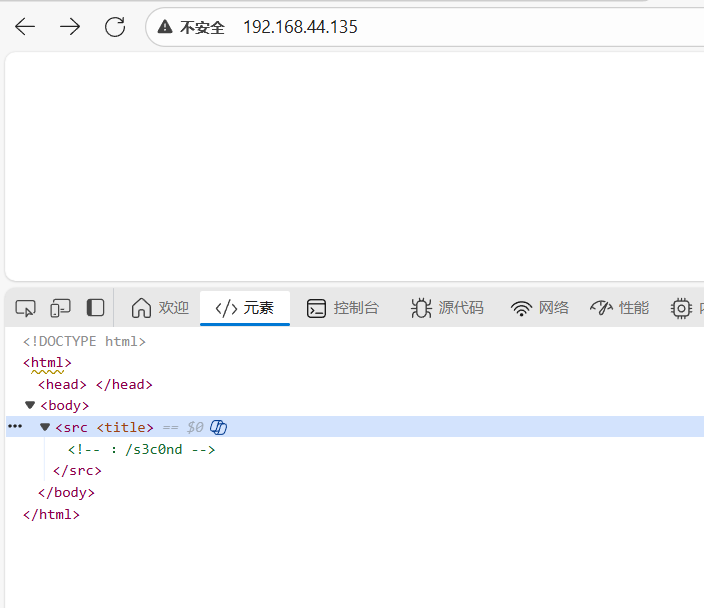 不安全 192.168.44.135
欢迎 </> 元素 控制台 源代码 网络 性能
<!DOCTYPE html>
<html>
<head> </head>
<body>
<src <title> == $0
<!-- : /s3c0nd -->
</src>
</body>
</html>